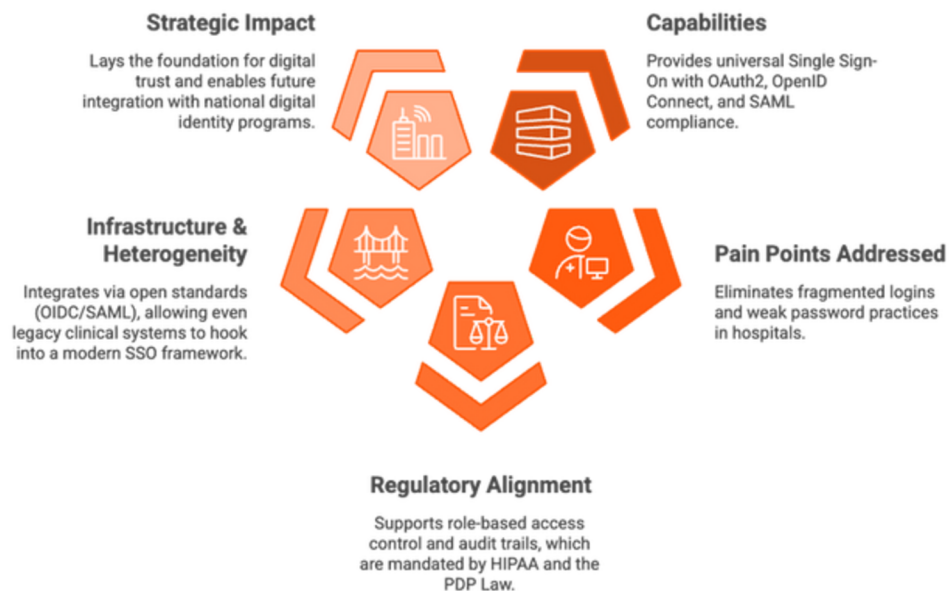 Strategic Impact
Lays the foundation for digital
trust and enables future
integration with national digital
identity programs.
Capabilities
Provides universal Single Sign-
On with OAuth2, OpenID
Connect, and SAML
compliance.
Infrastructure &
Heterogeneity
Integrates via open standards
(OIDC/SAML), allowing even
legacy clinical systems to hook
into a modern SSO framework.
Pain Points Addressed
Eliminates fragmented logins
and weak password practices
in hospitals.
Regulatory Alignment
Supports role-based access
control and audit trails, which
are mandated by HIPAA and the
PDP Law.